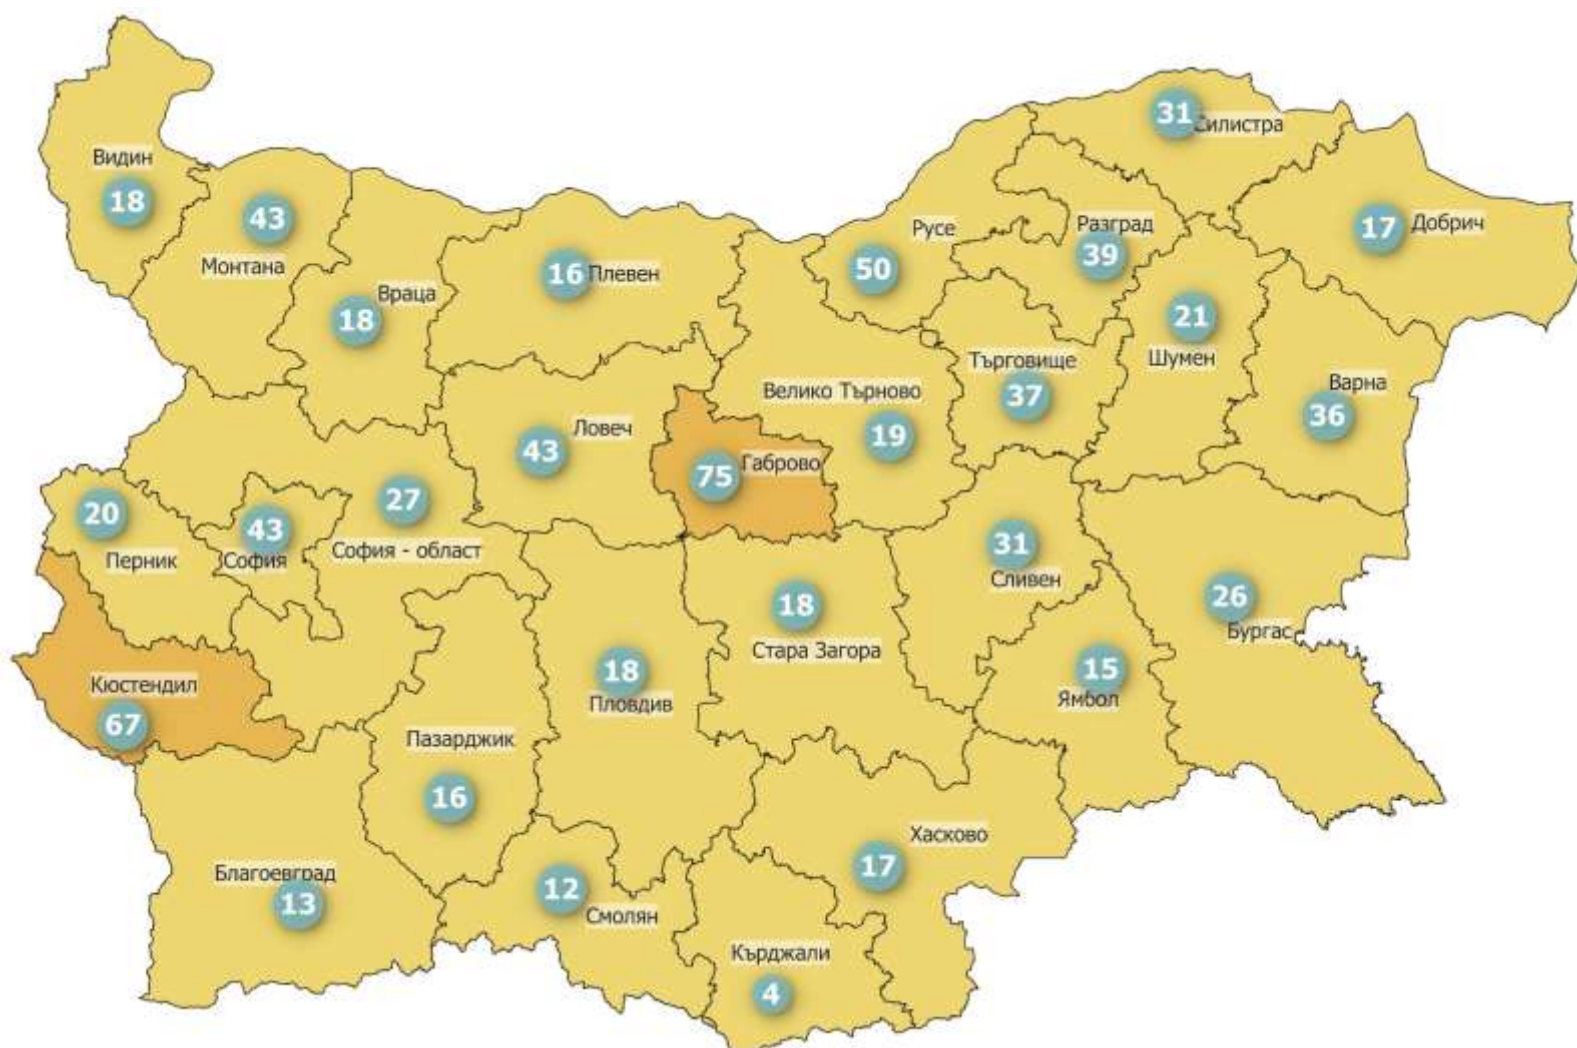 31
Силистра
Видин
18
43
Монтана
Русе
50
Разград
39
17
Добрич
16
Плевен
Враца
18
21
Шумен
Търговище
37
Варна
36
Велико Търново
19
Ловеч
43
75
Габрово
20
Перник
43
София
27
София - област
31
Сливен
18
Стара Загора
26
Бургас
15
Ямбол
18
Пловдив
Кюстендил
67
Пазарджик
16
Хасково
17
Благоевград
13
12
Смолян
Кърджали
4